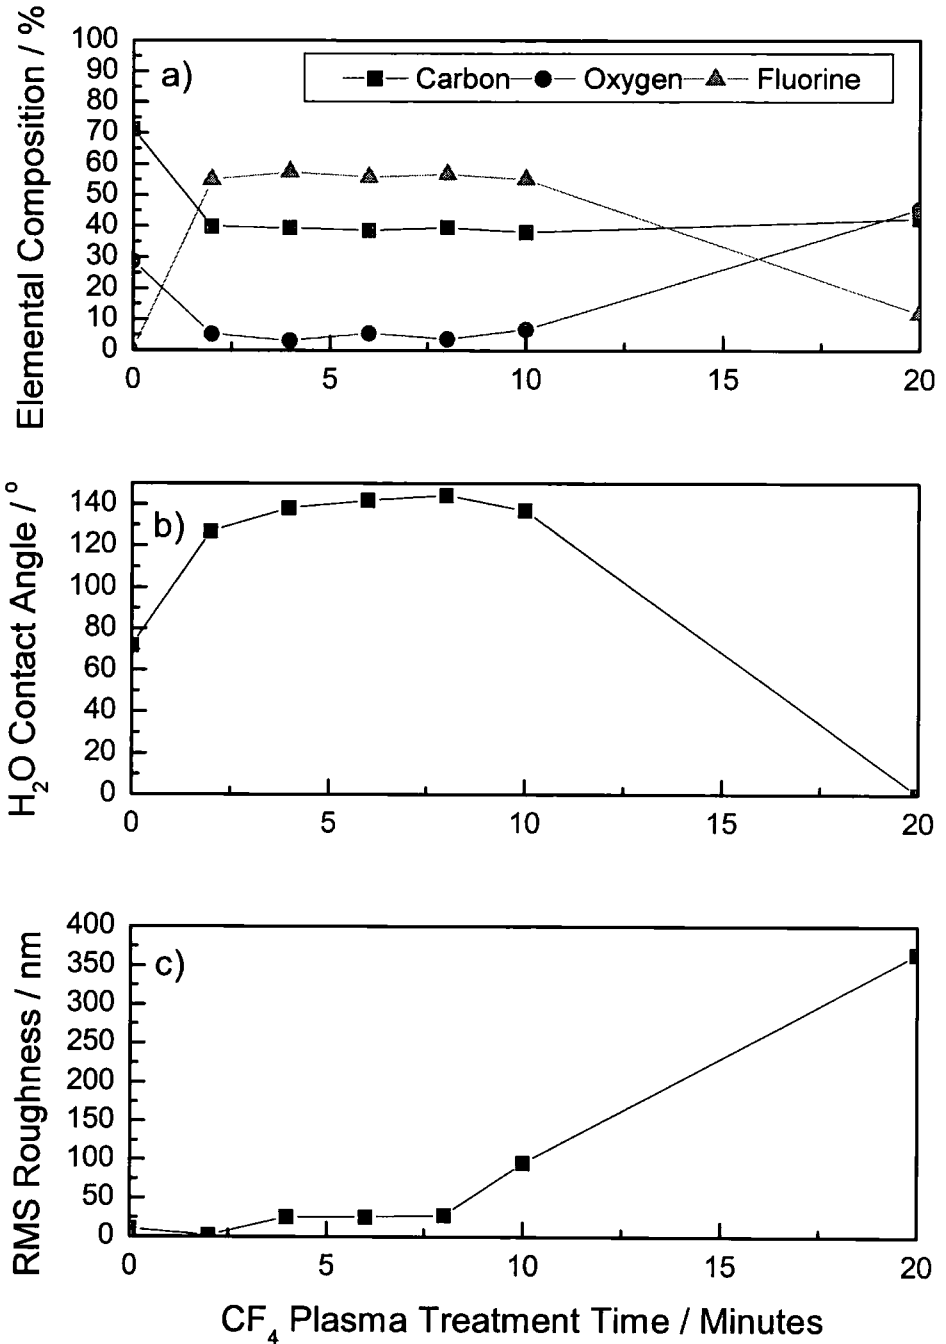 Elemental Composition / %
100
90
80
70
60
50
40
30
20
10
0
a)
Carbon Oxygen Fluorine
0 5 10 15 20
H₂O Contact Angle / °
140
120
100
80
60
40
20
0
b)
0 5 10 15 20
RMS Roughness / nm
400
350
300
250
200
150
100
50
0
c)
0 5 10 15 20
CF₄ Plasma Treatment Time / Minutes